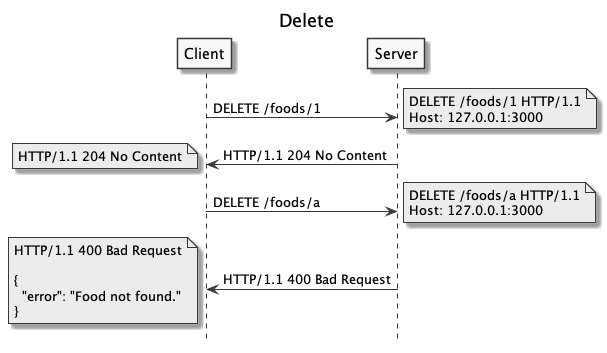 Delete
Client
Server
DELETE /foods/1
DELETE /foods/1 HTTP/1.1
Host: 127.0.0.1:3000
HTTP/1.1 204 No Content
HTTP/1.1 204 No Content
DELETE /foods/a
DELETE /foods/a HTTP/1.1
Host: 127.0.0.1:3000
HTTP/1.1 400 Bad Request
{
  "error": "Food not found."
}
HTTP/1.1 400 Bad Request